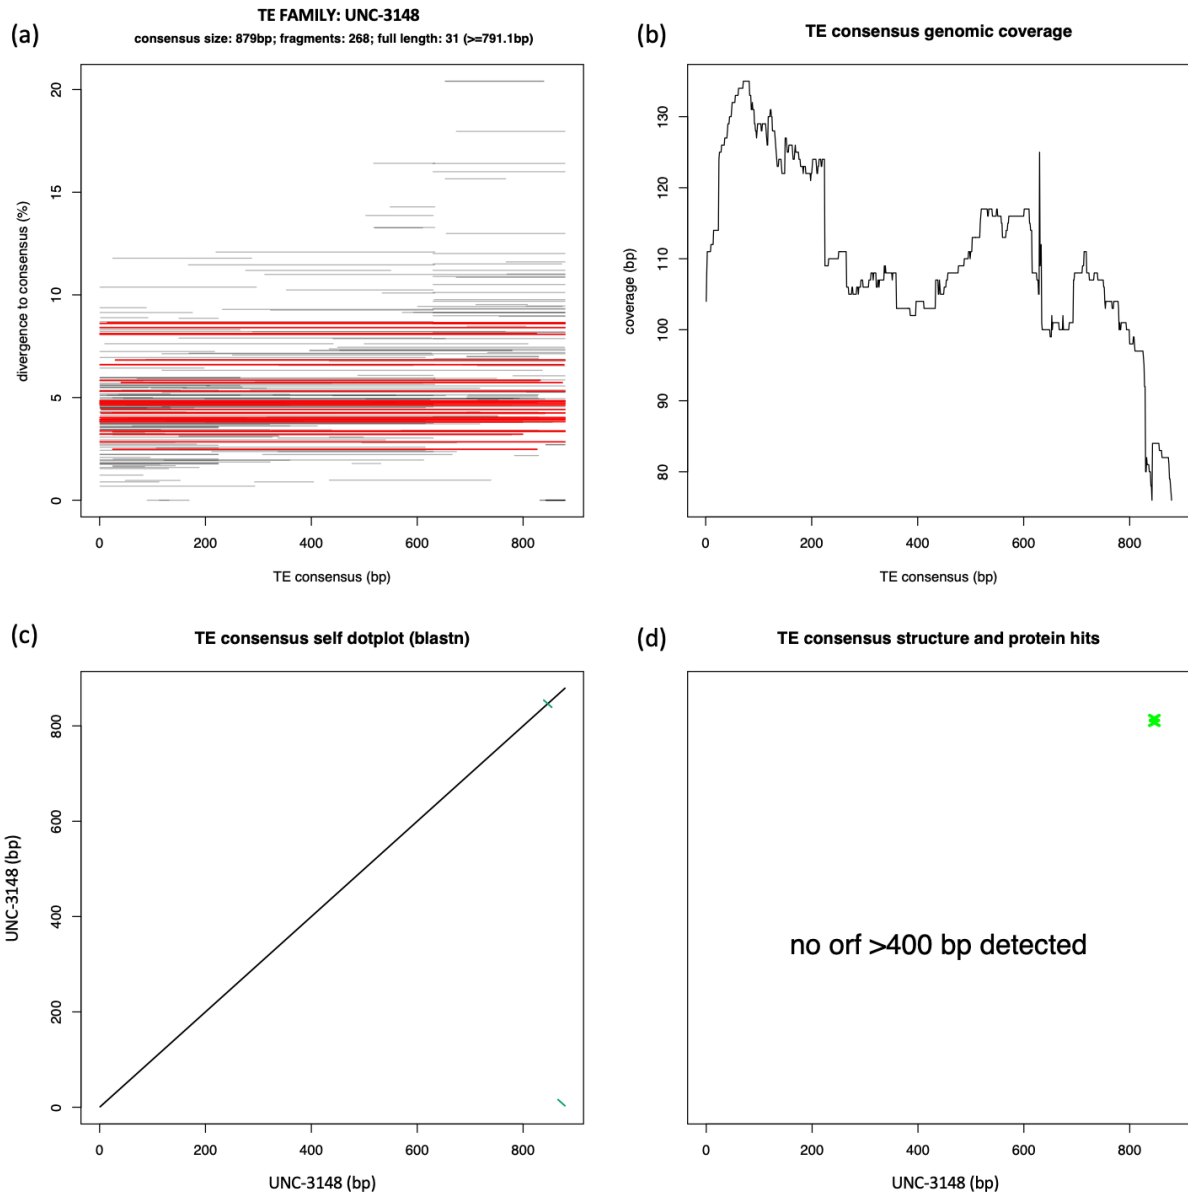 (a)
TE FAMILY: UNC-3148
consensus size: 879bp; fragments: 268; full length: 31 (>=791.1bp)
divergence to consensus (%)
20
15
10
5
0
0 200 400 600 800
TE consensus (bp)
(b)
TE consensus genomic coverage
coverage (bp)
130
120
110
100
90
80
0 200 400 600 800
TE consensus (bp)
(c)
TE consensus self dotplot (blastn)
UNC-3148 (bp)
800
600
400
200
0
0 200 400 600 800
UNC-3148 (bp)
(d)
TE consensus structure and protein hits
no orf >400 bp detected
0 200 400 600 800
UNC-3148 (bp)